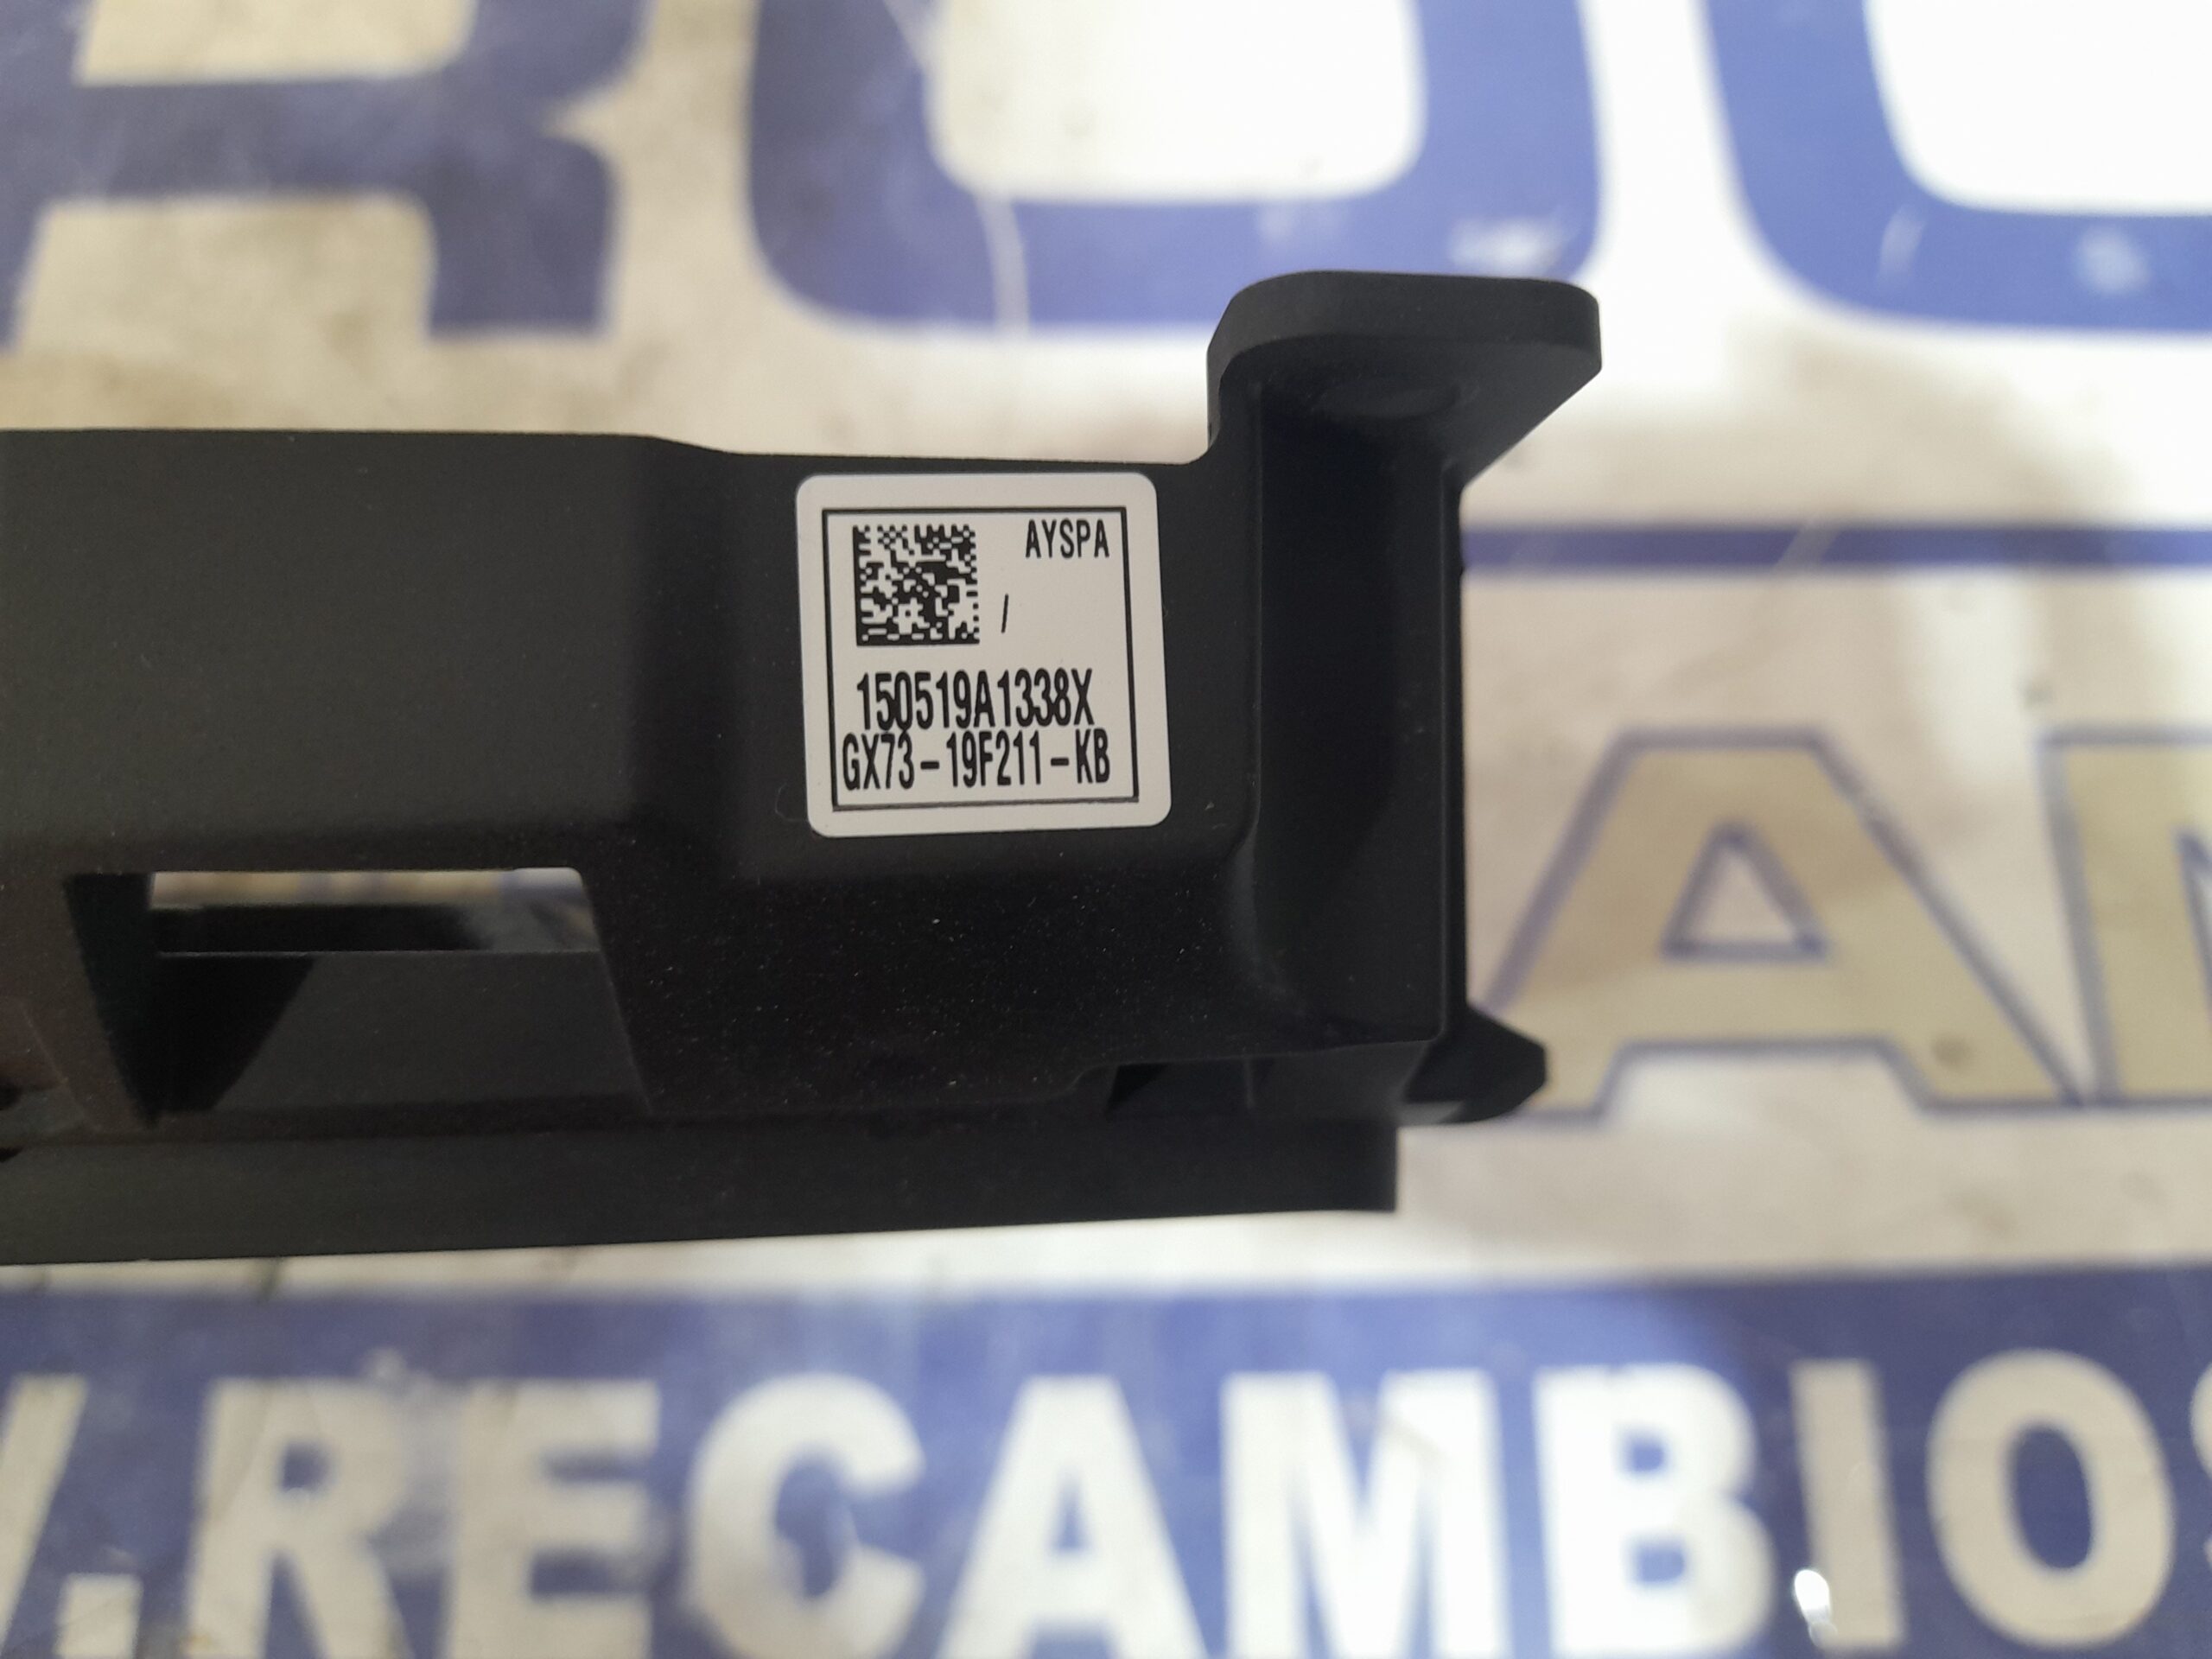 AYSPA
/
150519A1338X
GX73-19F211-KB
.RECAMBIOS